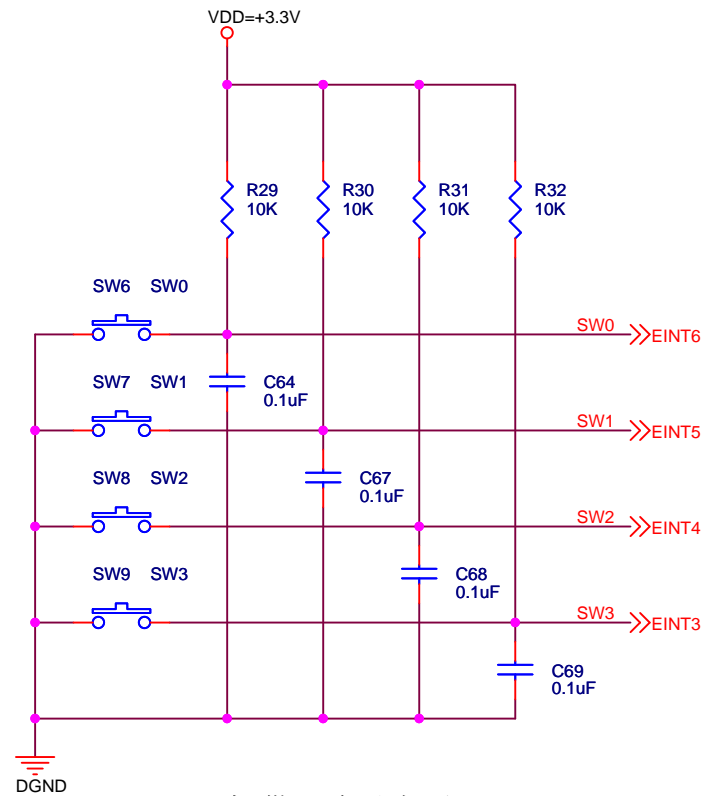 VDD=+3.3V
R29
10K
R30
10K
R31
10K
R32
10K
SW6 SW0
SW0
EINT6
SW7 SW1
C64
0.1uF
SW1
EINT5
SW8 SW2
C67
0.1uF
SW2
EINT4
SW9 SW3
C68
0.1uF
SW3
EINT3
C69
0.1uF
DGND